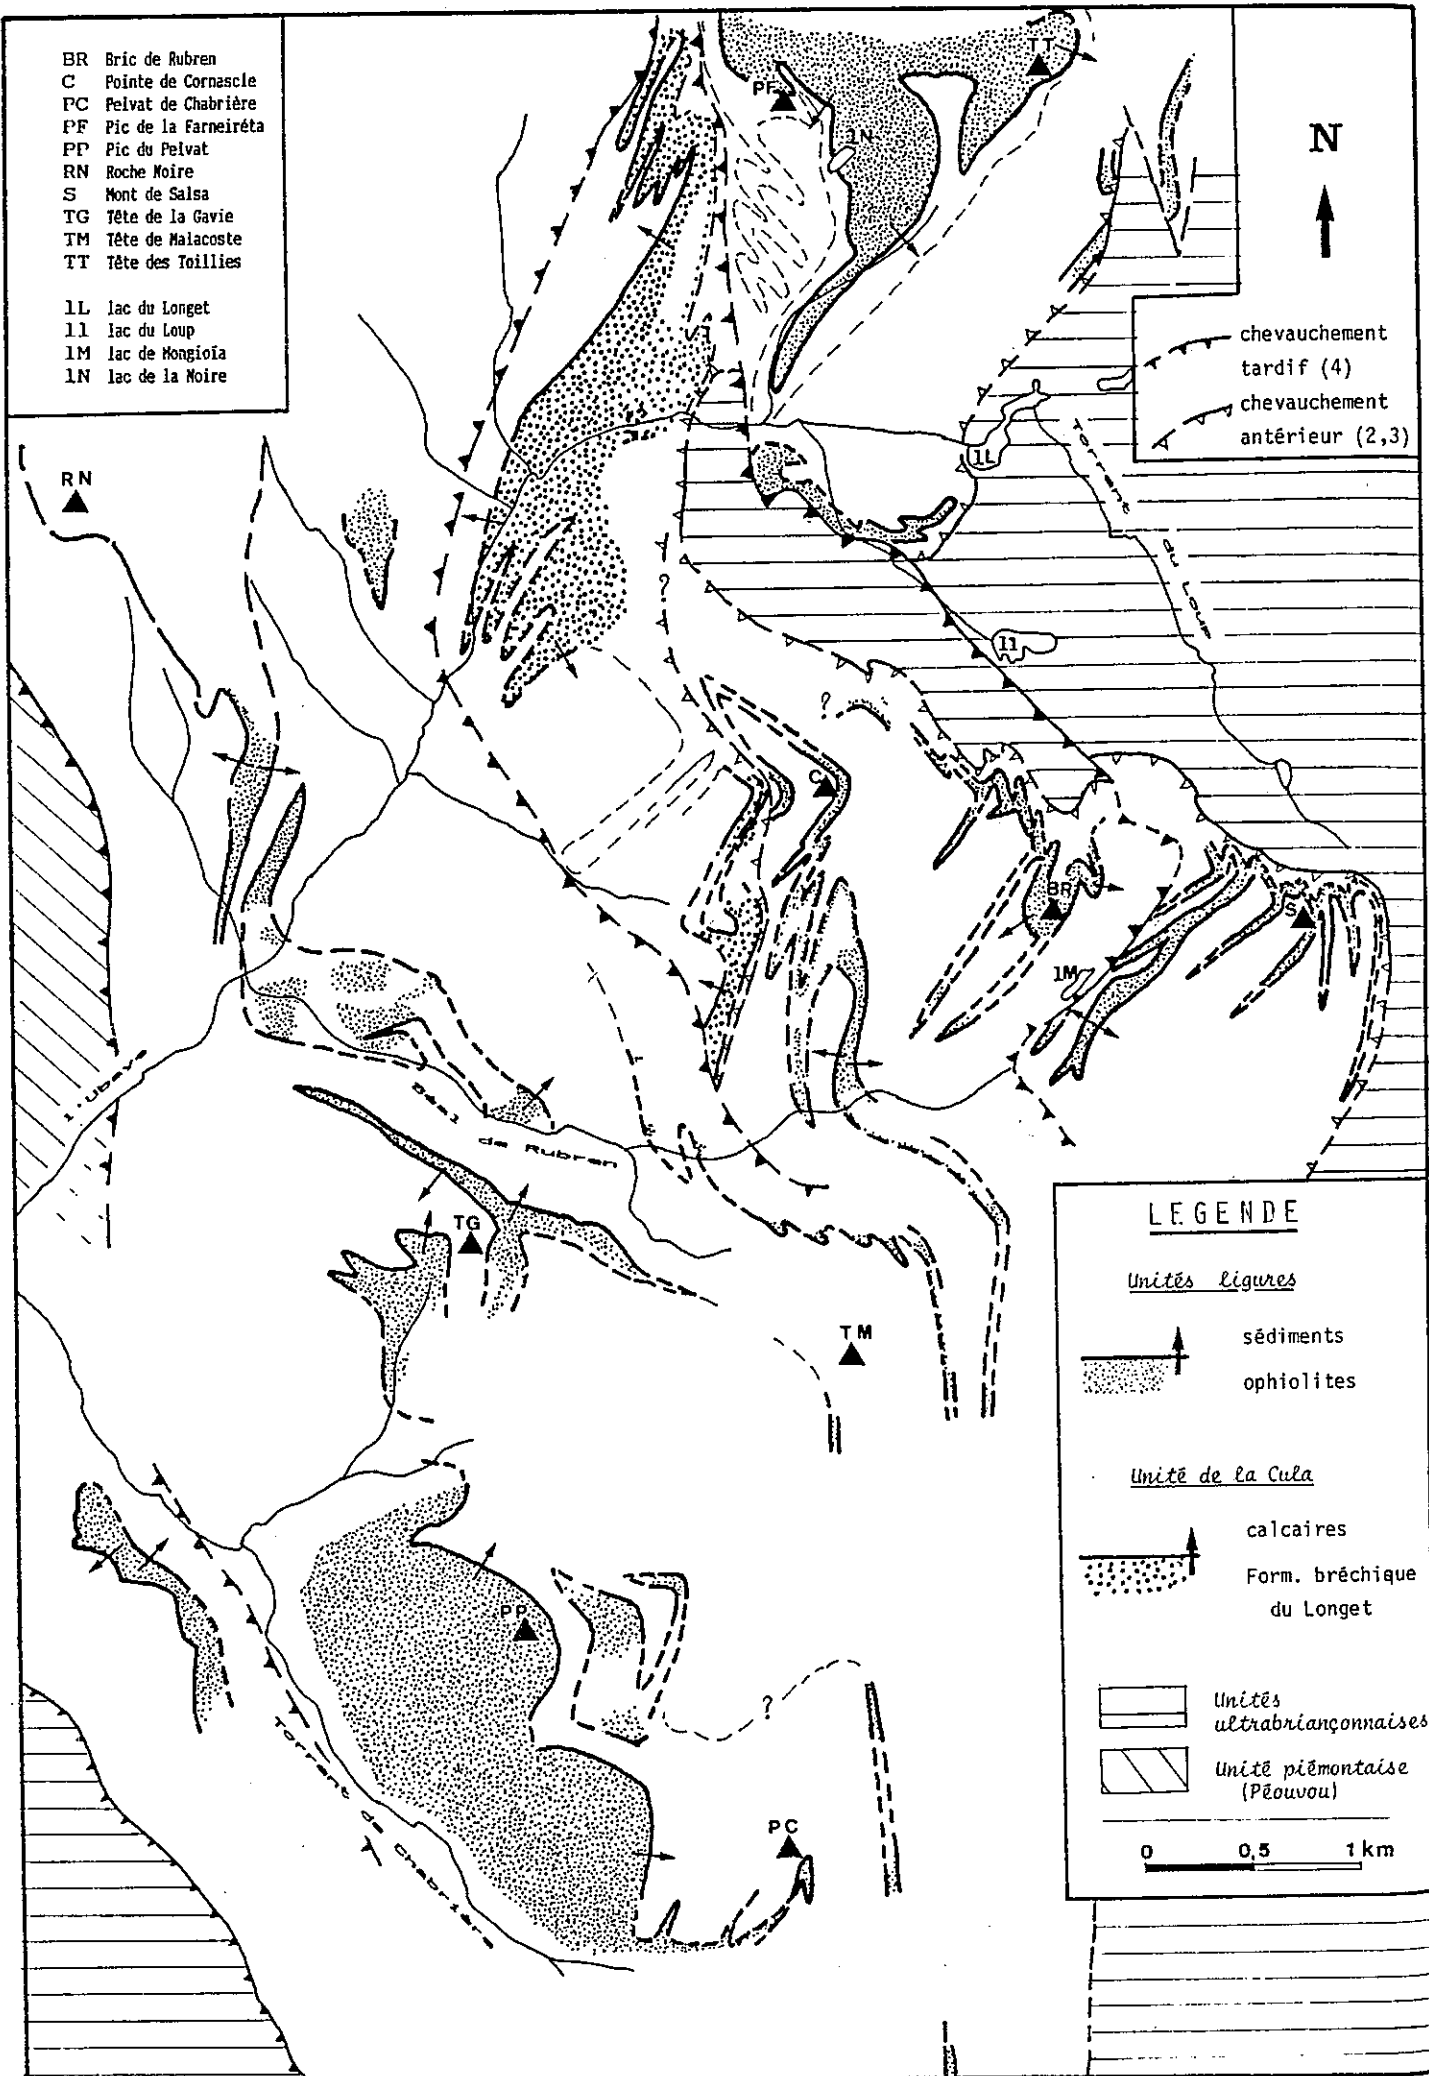 BR Bric de Rubren
C Pointe de Cornascle
PC Pelvat de Chabrière
PF Pic de la Farneiréta
PP Pic du Pelvat
RN Roche Noire
S Mont de Salsa
TG Tête de la Gavie
TM Tête de Malacoste
TT Tête des Toillies
lL lac du Longet
ll lac du Loup
lM lac de Mongioia
lN lac de la Noire
TT
PF
lN
N
chevauchement
tardif (4)
chevauchement
antérieur (2,3)
RN
lL
Torrent
du Loup
?
ll
?
C
BR
S
lM
l'Ubay
Béal
de Rubren
TG
TM
PP
?
Torrent de Chabrièr
PC
LEGENDE
Unités ligures
sédiments
ophiolites
Unité de la Cula
calcaires
Form. bréchique
du Longet
Unités
ultrabriançonnaises
Unité piémontaise
(Péouvou)
0 0,5 1 km